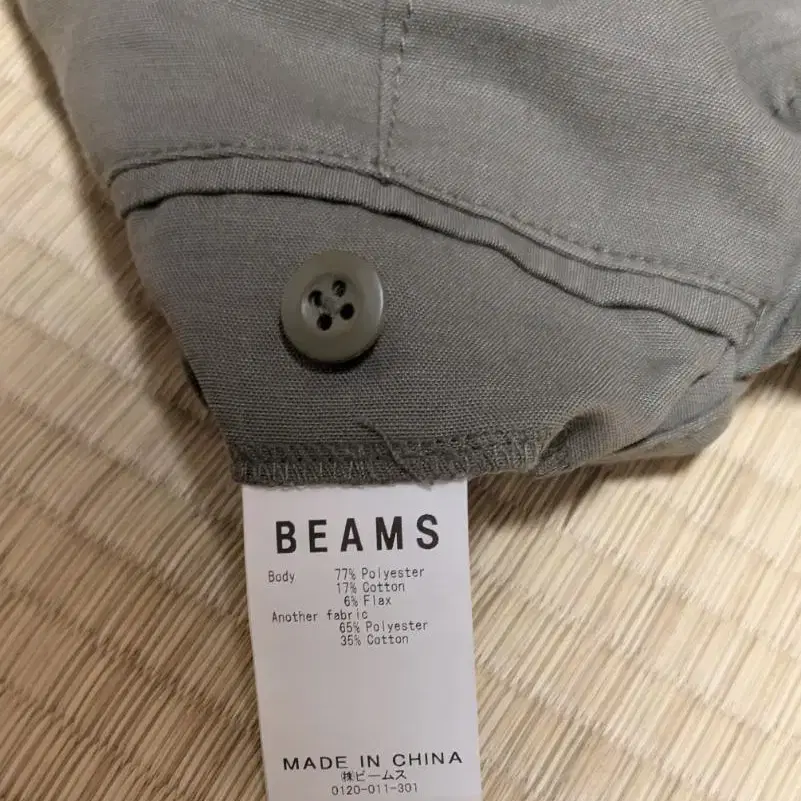 BEAMS
Body 77% Polyester
17% Cotton
6% Flax
Another fabric
65% Polyester
35% Cotton
MADE IN CHINA
㈱ビームス
0120-011-301